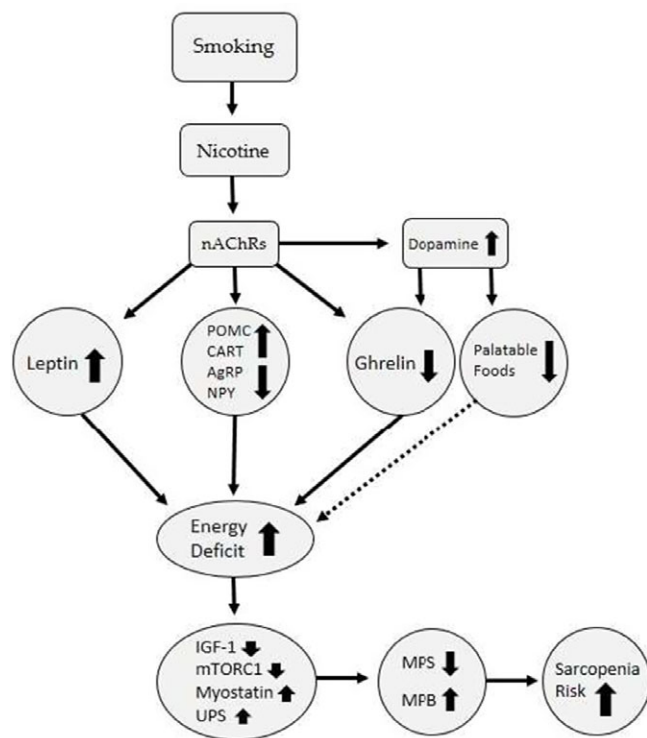 Smoking
Nicotine
nAChRs
Dopamine
Leptin
POMC
CART
AgRP
NPY
Ghrelin
Palatable
Foods
Energy
Deficit
IGF-1
mTORC1
Myostatin
UPS
MPS
MPB
Sarcopenia
Risk